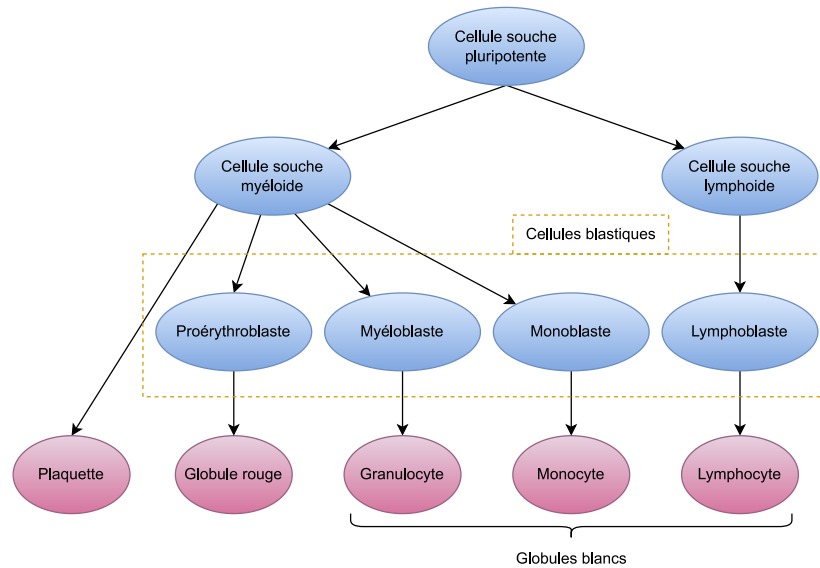 Cellule souche
pluripotente
Cellule souche
myéloide
Cellule souche
lymphoide
Cellules blastiques
Proérythroblaste
Myéloblaste
Monoblaste
Lymphoblaste
Plaquette
Globule rouge
Granulocyte
Monocyte
Lymphocyte
Globules blancs